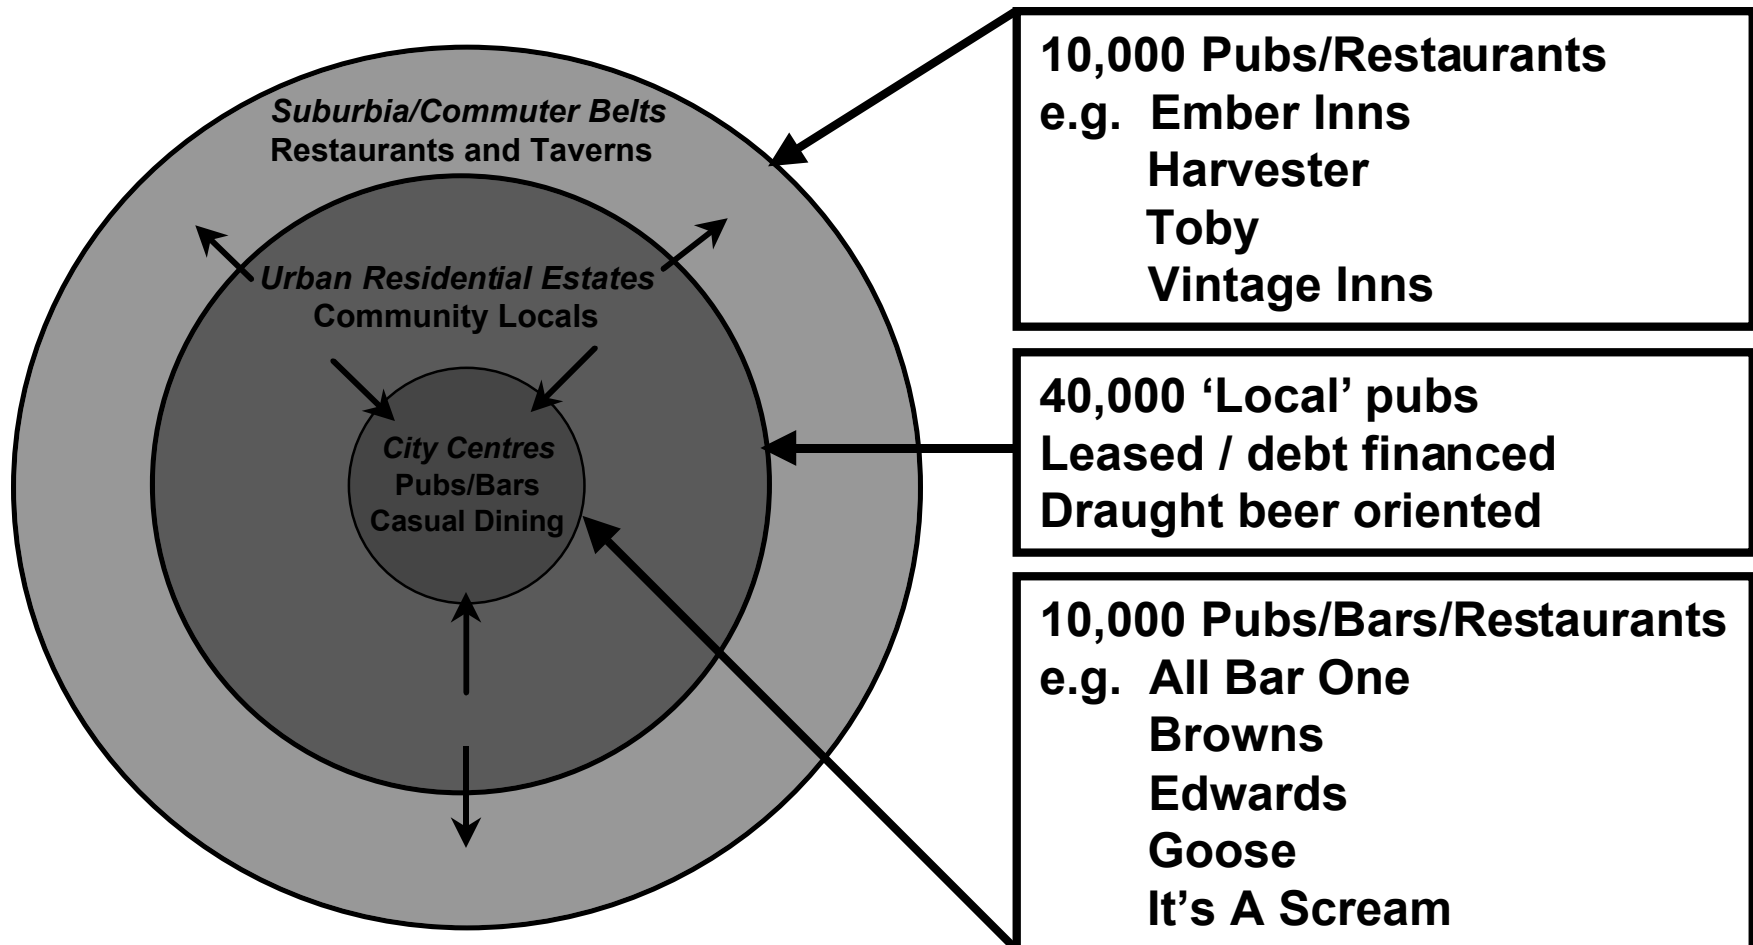 Suburbia/Commuter Belts
Restaurants and Taverns
Urban Residential Estates
Community Locals
City Centres
Pubs/Bars
Casual Dining
10,000 Pubs/Restaurants
e.g. Ember Inns
Harvester
Toby
Vintage Inns
40,000 ‘Local’ pubs
Leased / debt financed
Draught beer oriented
10,000 Pubs/Bars/Restaurants
e.g. All Bar One
Browns
Edwards
Goose
It’s A Scream